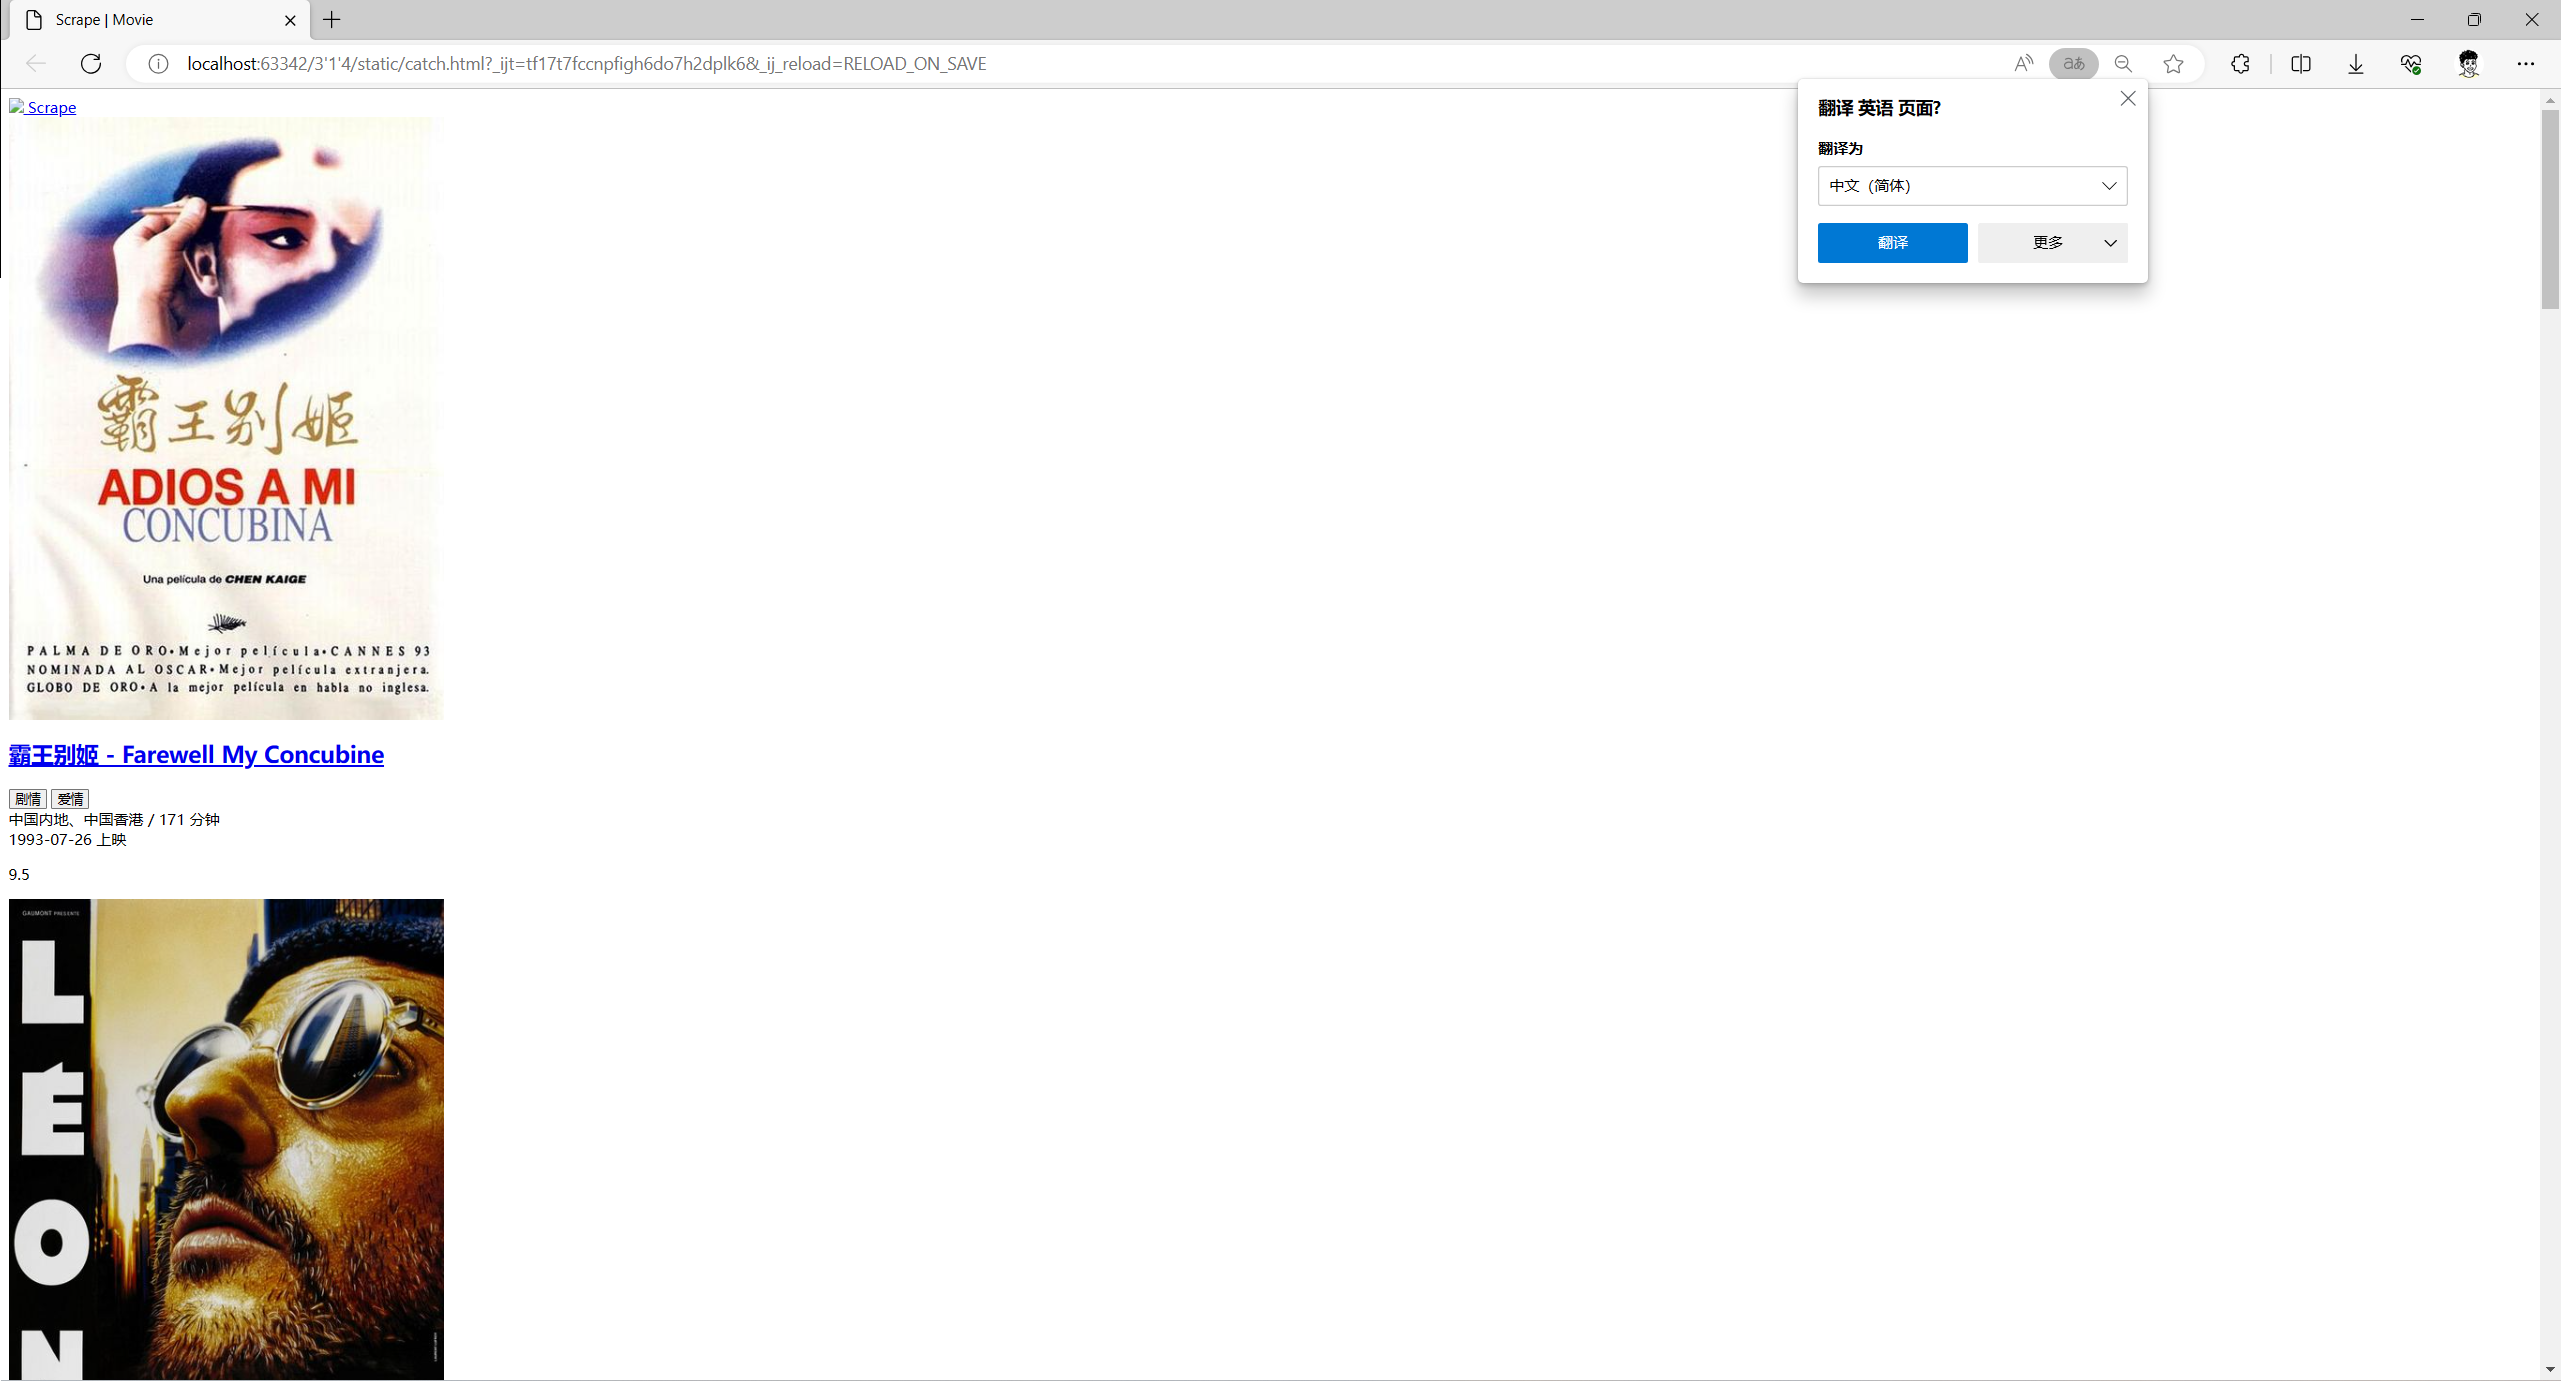 Scrape | Movie
localhost:63342/3'1'4/static/catch.html?_ijt=tf17t7fccnpfigh6do7h2dplk6&_ij_reload=RELOAD_ON_SAVE
翻译 英语 页面?
翻译为
中文 (简体)
翻译
更多
Scrape
霸王别姬
ADIOS A MI
CONCUBINA
Una película de CHEN KAIGE
PALMA DE ORO•Mejor película•CANNES 93
NOMINADA AL OSCAR•Mejor película extranjera.
GLOBO DE ORO•A la mejor película en habla no inglesa.
霸王别姬 - Farewell My Concubine
剧情 爱情
中国内地、中国香港 / 171 分钟
1993-07-26 上映
9.5
GAUMONT PRESENTE
LÉON